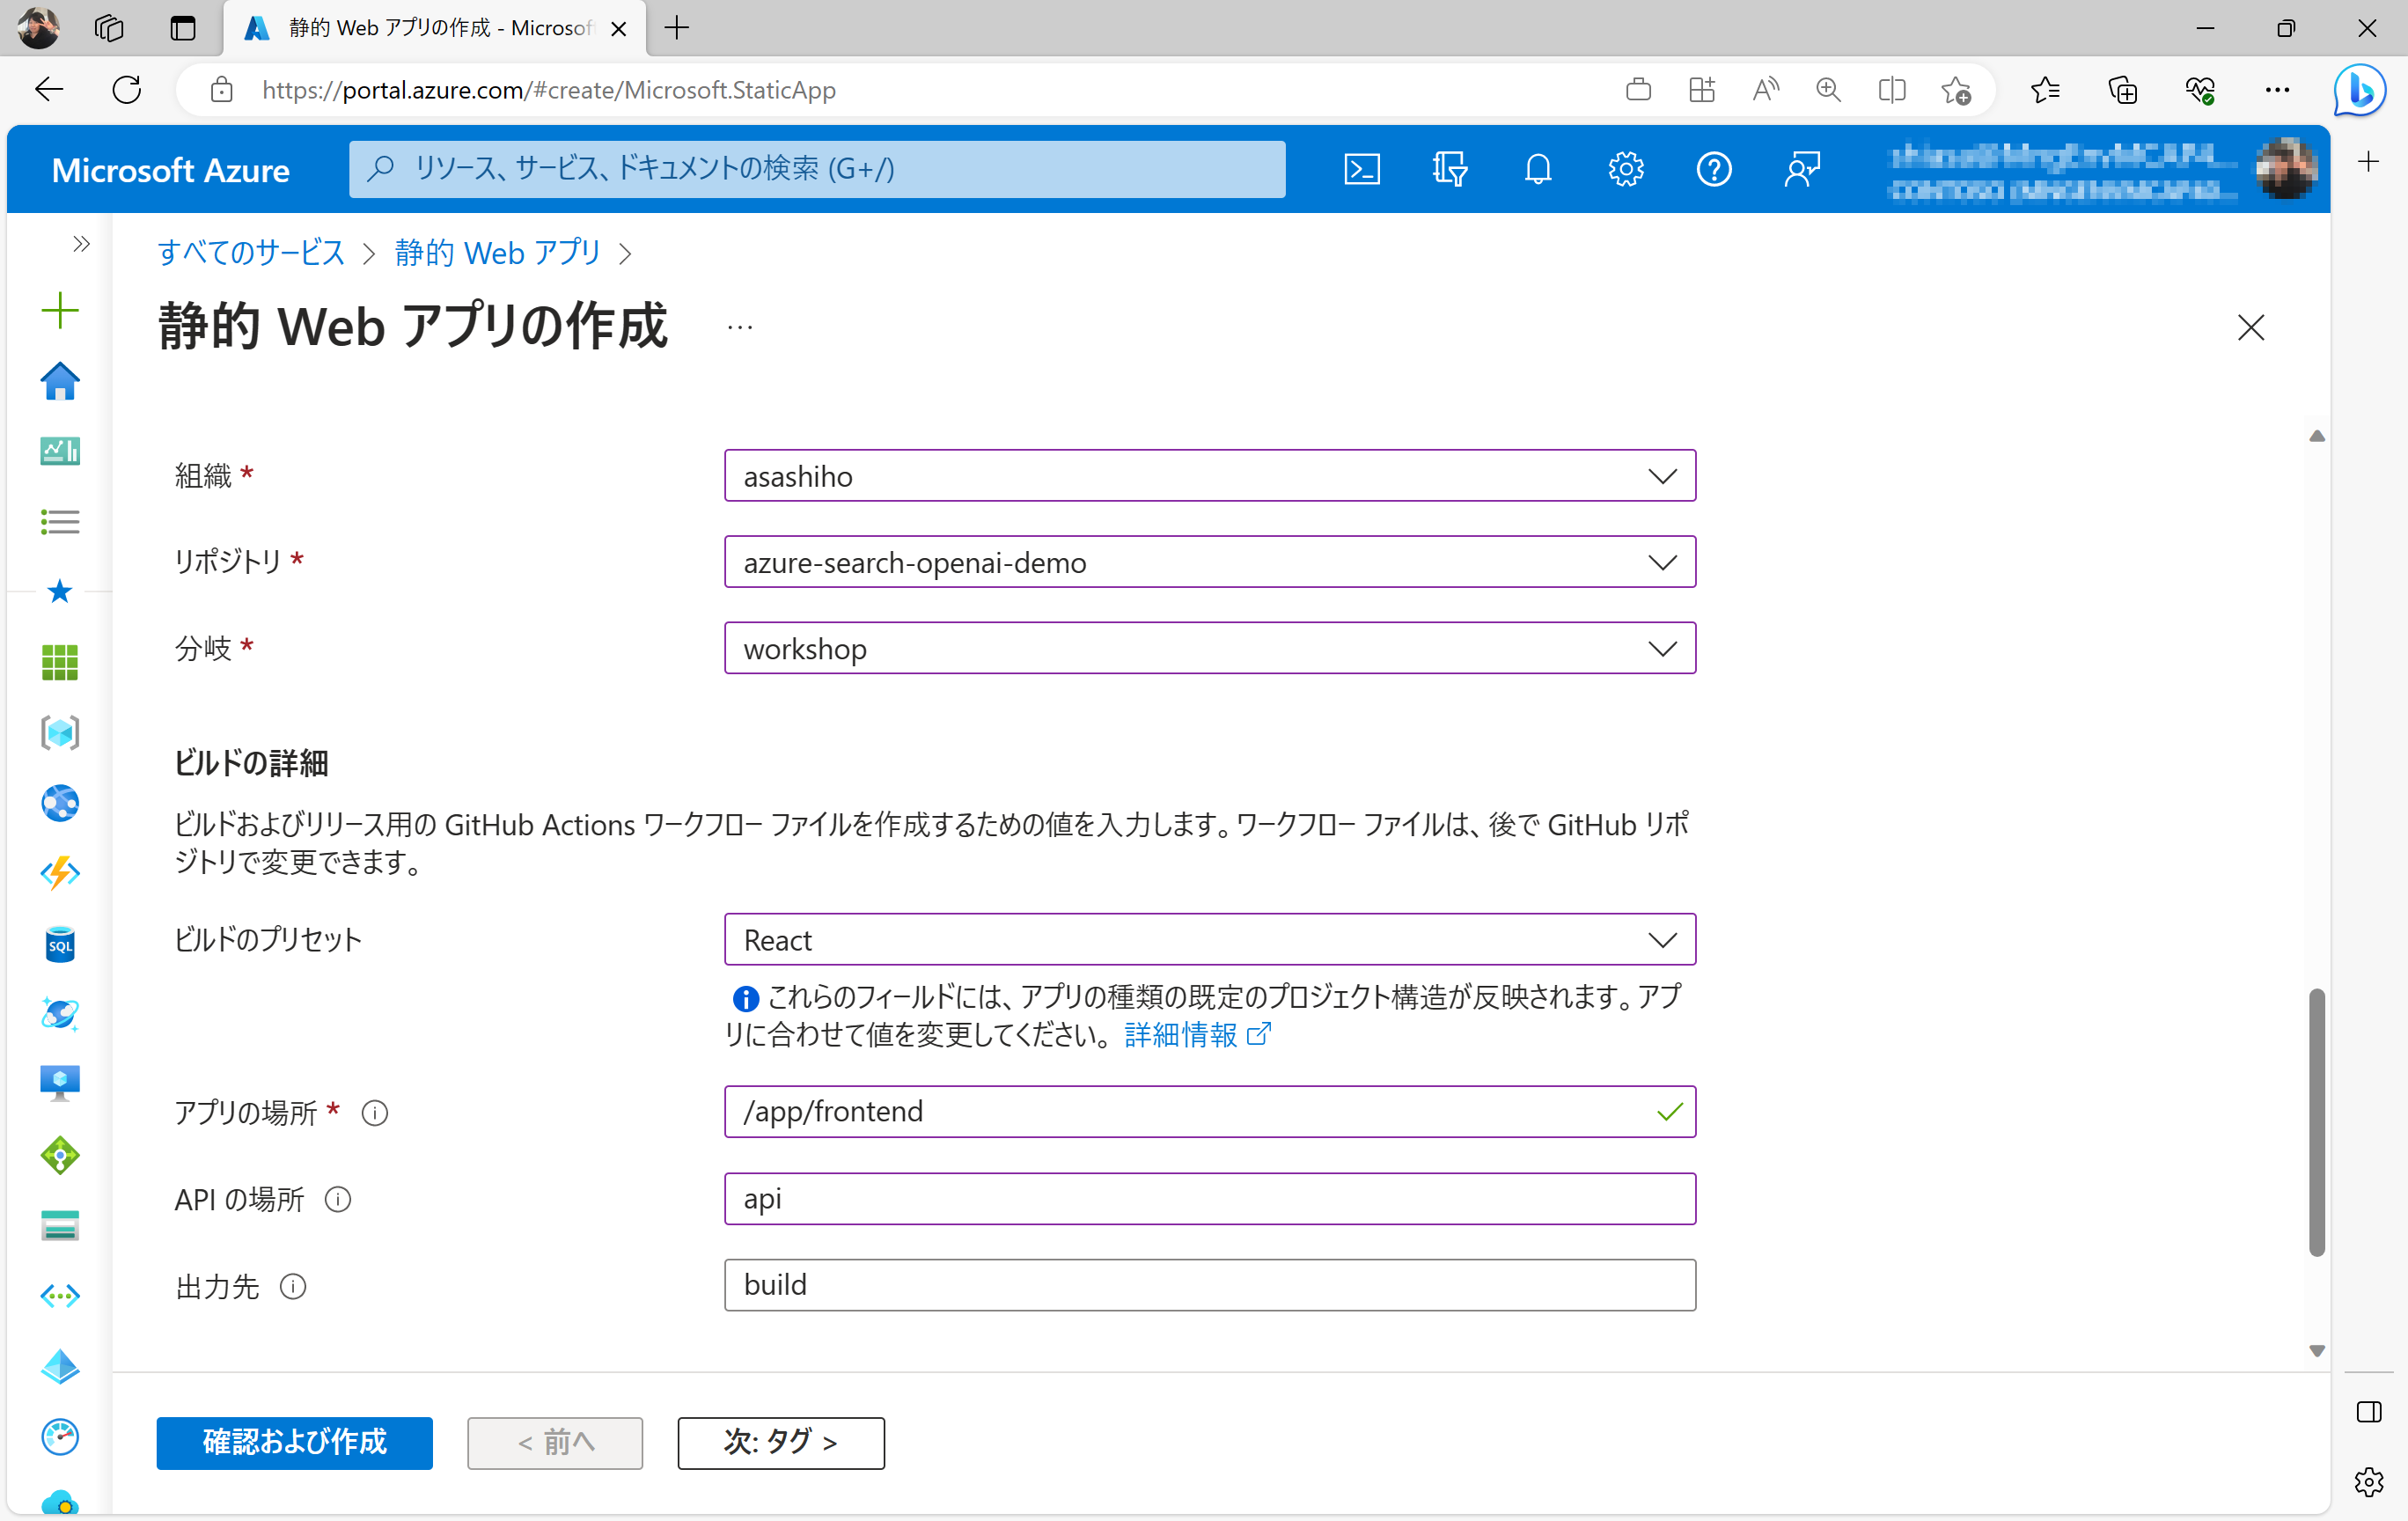 静的 Web アプリの作成 - Microsof
https://portal.azure.com/#create/Microsoft.StaticApp
Microsoft Azure
リソース、サービス、ドキュメントの検索 (G+/)
すべてのサービス > 静的 Web アプリ >
静的 Web アプリの作成 ...
組織 *
asashiho
リポジトリ *
azure-search-openai-demo
分岐 *
workshop
ビルドの詳細
ビルドおよびリリース用の GitHub Actions ワークフロー ファイルを作成するための値を入力します。ワークフロー ファイルは、後で GitHub リポ
ジトリで変更できます。
ビルドのプリセット
React
これらのフィールドには、アプリの種類の既定のプロジェクト構造が反映されます。アプ
リに合わせて値を変更してください。 詳細情報
アプリの場所 *
/app/frontend
API の場所
api
出力先
build
SQL
確認および作成
< 前へ
次: タグ >